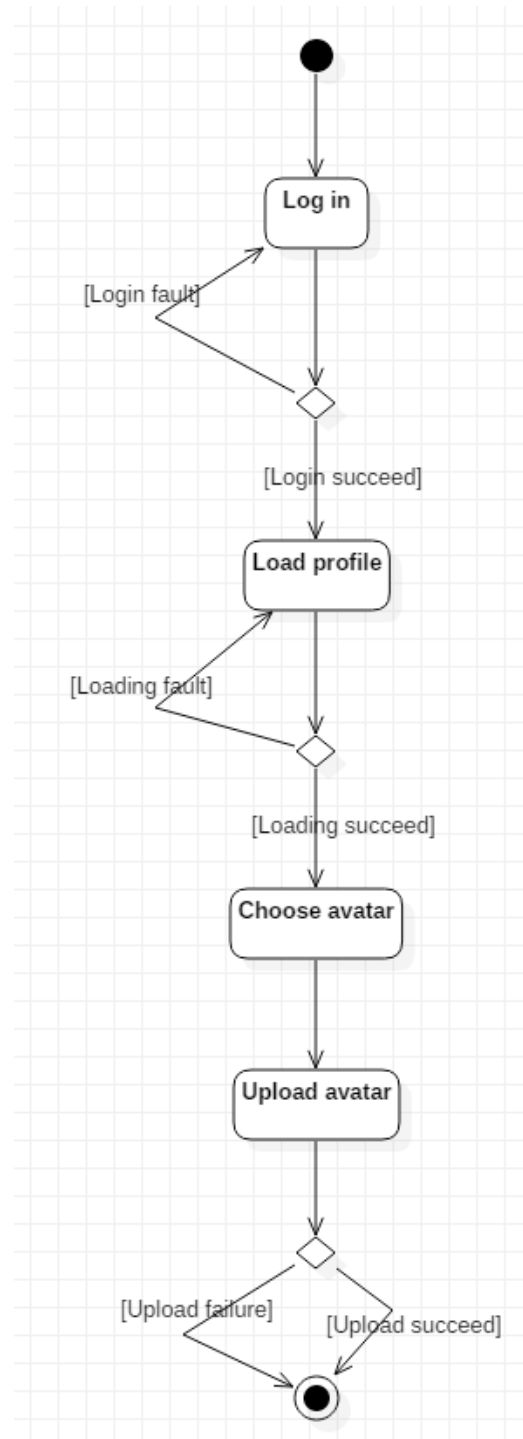 Log in
[Login fault]
[Login succeed]
Load profile
[Loading fault]
[Loading succeed]
Choose avatar
Upload avatar
[Upload failure]
[Upload succeed]